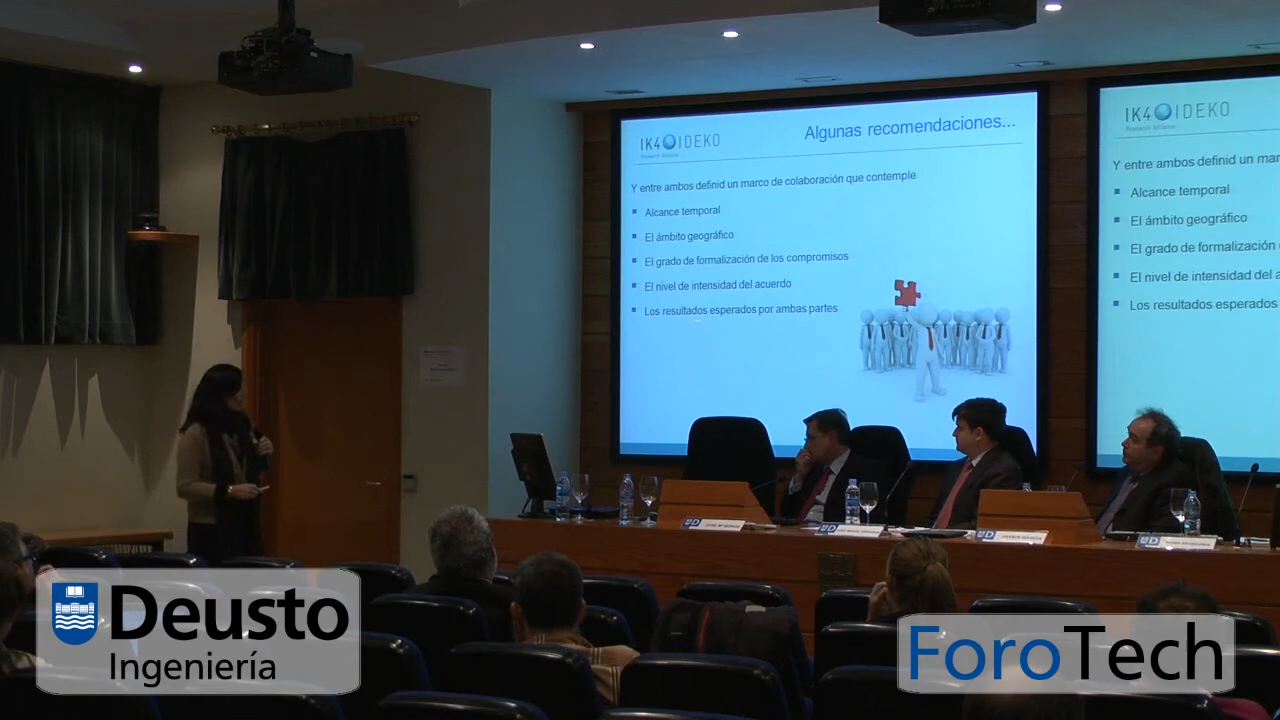 IK4 IDEKO
Research Alliance
Algunas recomendaciones...
Y entre ambos definid un marco de colaboración que contemple
Alcance temporal
El ámbito geográfico
El grado de formalización de los compromisos
El nivel de intensidad del acuerdo
Los resultados esperados por ambas partes
IK4 IDEKO
Research Alliance
Y entre ambos definid un mar
Alcance temporal
El ámbito geográfico
El grado de formalización
El nivel de intensidad del a
Los resultados esperados
Deusto
Ingeniería
ForoTech